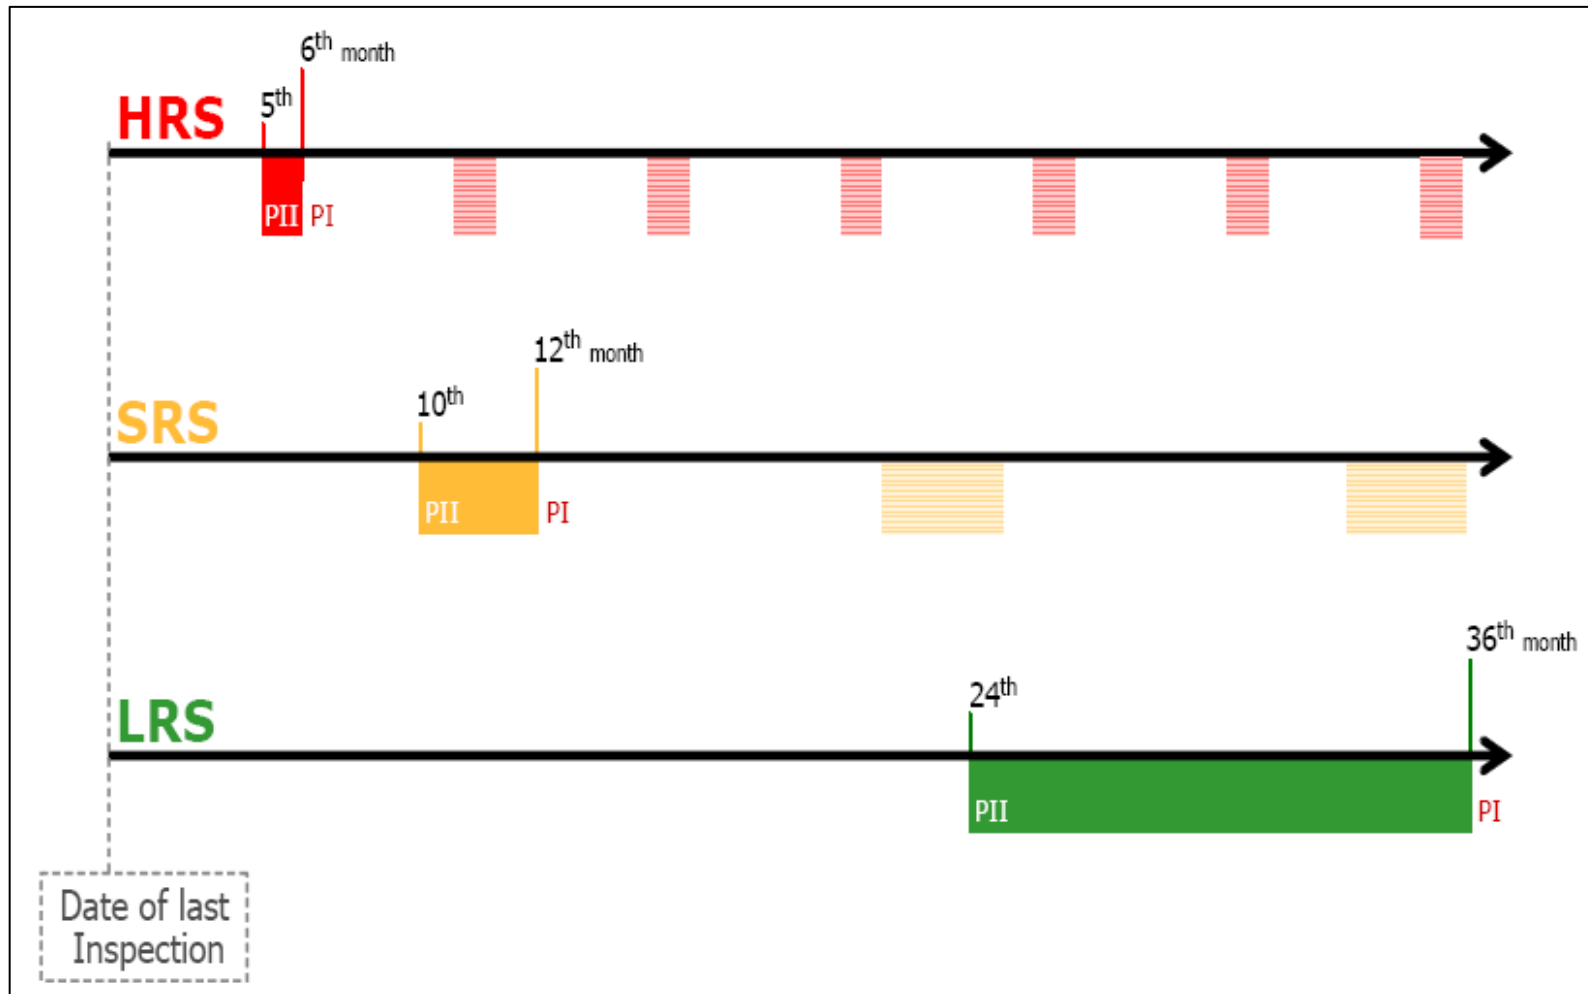 6th month
5th
HRS
PII PI
12th month
10th
SRS
PII PI
36th month
24th
LRS
PII PI
Date of last
Inspection